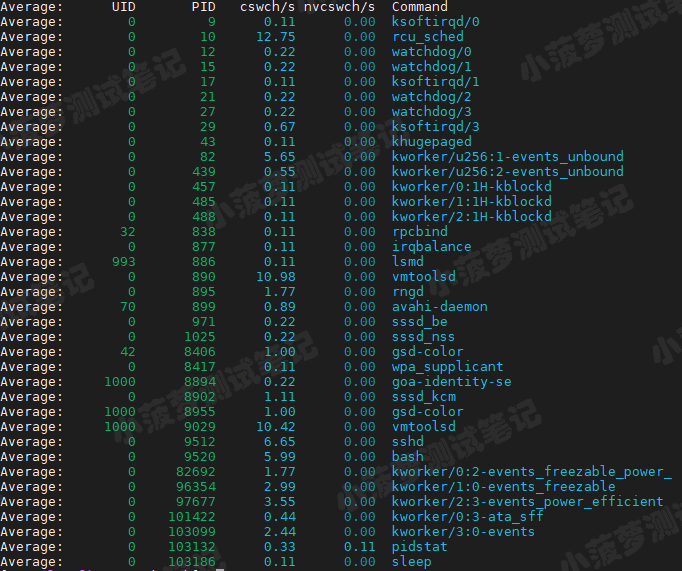 Average: UID PID cswch/s nvcswch/s Command
Average: 0 9 0.11 0.00 ksoftirqd/0
Average: 0 10 12.75 0.00 rcu_sched
Average: 0 12 0.22 0.00 watchdog/0
Average: 0 15 0.22 0.00 watchdog/1
Average: 0 17 0.11 0.00 ksoftirqd/1
Average: 0 21 0.22 0.00 watchdog/2
Average: 0 27 0.22 0.00 watchdog/3
Average: 0 29 0.67 0.00 ksoftirqd/3
Average: 0 43 0.11 0.00 khugepaged
Average: 0 82 5.65 0.00 kworker/u256:1-events_unbound
Average: 0 439 0.55 0.00 kworker/u256:2-events_unbound
Average: 0 457 0.11 0.00 kworker/0:1H-kblockd
Average: 0 485 0.11 0.00 kworker/1:1H-kblockd
Average: 0 488 0.11 0.00 kworker/2:1H-kblockd
Average: 32 838 0.11 0.00 rpcbind
Average: 0 877 0.11 0.00 irqbalance
Average: 993 886 0.11 0.00 lsmd
Average: 0 890 10.98 0.00 vmtoolsd
Average: 0 895 1.77 0.00 rngd
Average: 70 899 0.89 0.00 avahi-daemon
Average: 0 971 0.22 0.00 sssd_be
Average: 0 1025 0.22 0.00 sssd_nss
Average: 42 8406 1.00 0.00 gsd-color
Average: 0 8417 0.11 0.00 wpa_supplicant
Average: 1000 8894 0.22 0.00 goa-identity-se
Average: 0 8902 1.11 0.00 sssd_kcm
Average: 1000 8955 1.00 0.00 gsd-color
Average: 1000 9029 10.42 0.00 vmtoolsd
Average: 0 9512 6.65 0.00 sshd
Average: 0 9520 5.99 0.00 bash
Average: 0 82692 1.77 0.00 kworker/0:2-events_freezable_power_
Average: 0 96354 2.99 0.00 kworker/1:0-events_freezable
Average: 0 97677 3.55 0.00 kworker/2:3-events_power_efficient
Average: 0 101422 0.44 0.00 kworker/0:3-ata_sff
Average: 0 103099 2.44 0.00 kworker/3:0-events
Average: 0 103132 0.33 0.11 pidstat
Average: 0 103186 0.11 0.00 sleep
小菠萝测试笔记